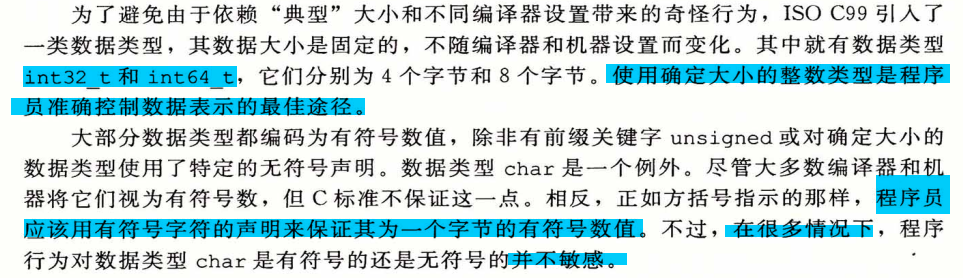 为了避免由于依赖“典型”大小和不同编译器设置带来的奇怪行为，ISO C99 引入了
一类数据类型，其数据大小是固定的，不随编译器和机器设置而变化。其中就有数据类型
int32_t 和 int64_t，它们分别为 4 个字节和 8 个字节。使用确定大小的整数类型是程序
员准确控制数据表示的最佳途径。
大部分数据类型都编码为有符号数值，除非有前缀关键字 unsigned 或对确定大小的
数据类型使用了特定的无符号声明。数据类型 char 是一个例外。尽管大多数编译器和机
器将它们视为有符号数，但 C 标准不保证这一点。相反，正如方括号指示的那样，程序员
应该用有符号字符的声明来保证其为一个字节的有符号数值。不过，在很多情况下，程序
行为对数据类型 char 是有符号的还是无符号的并不敏感。